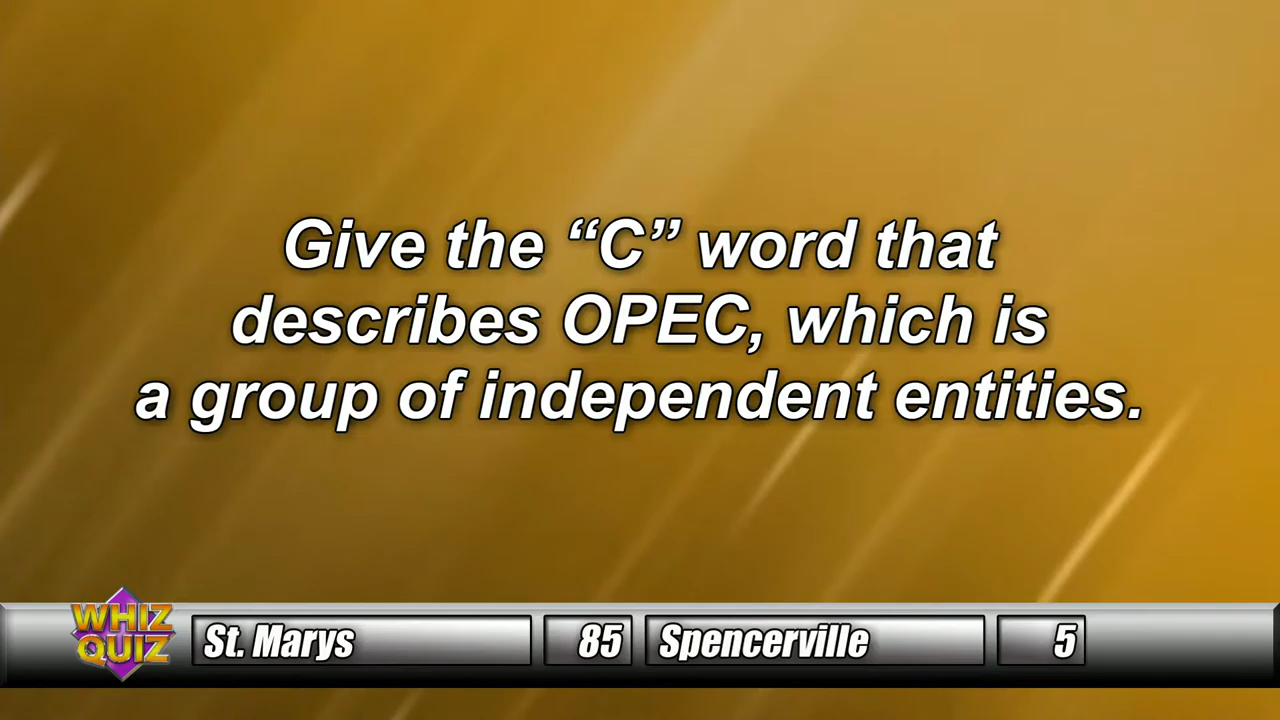 Give the “C” word that
describes OPEC, which is
a group of independent entities.
WHIZ
QUIZ
St. Marys 85 Spencerville 5